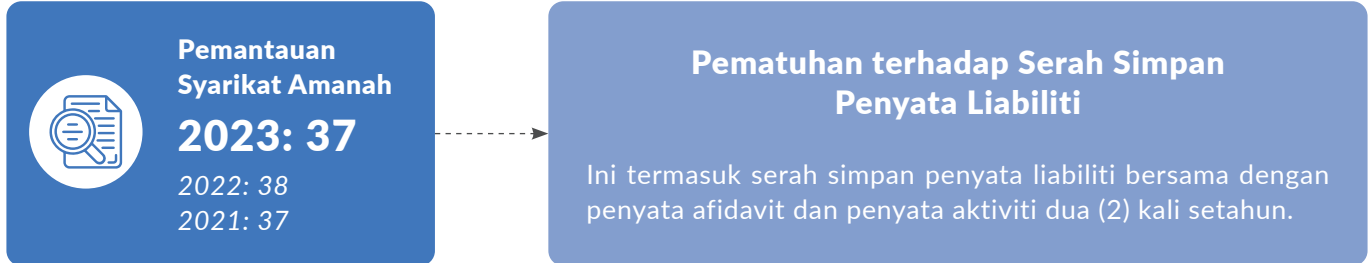 Pemantauan
Syarikat Amanah
2023: 37
2022: 38
2021: 37
Pematuhan terhadap Serah Simpan
Penyata Liabiliti
Ini termasuk serah simpan penyata liabiliti bersama dengan
penyata afidavit dan penyata aktiviti dua (2) kali setahun.